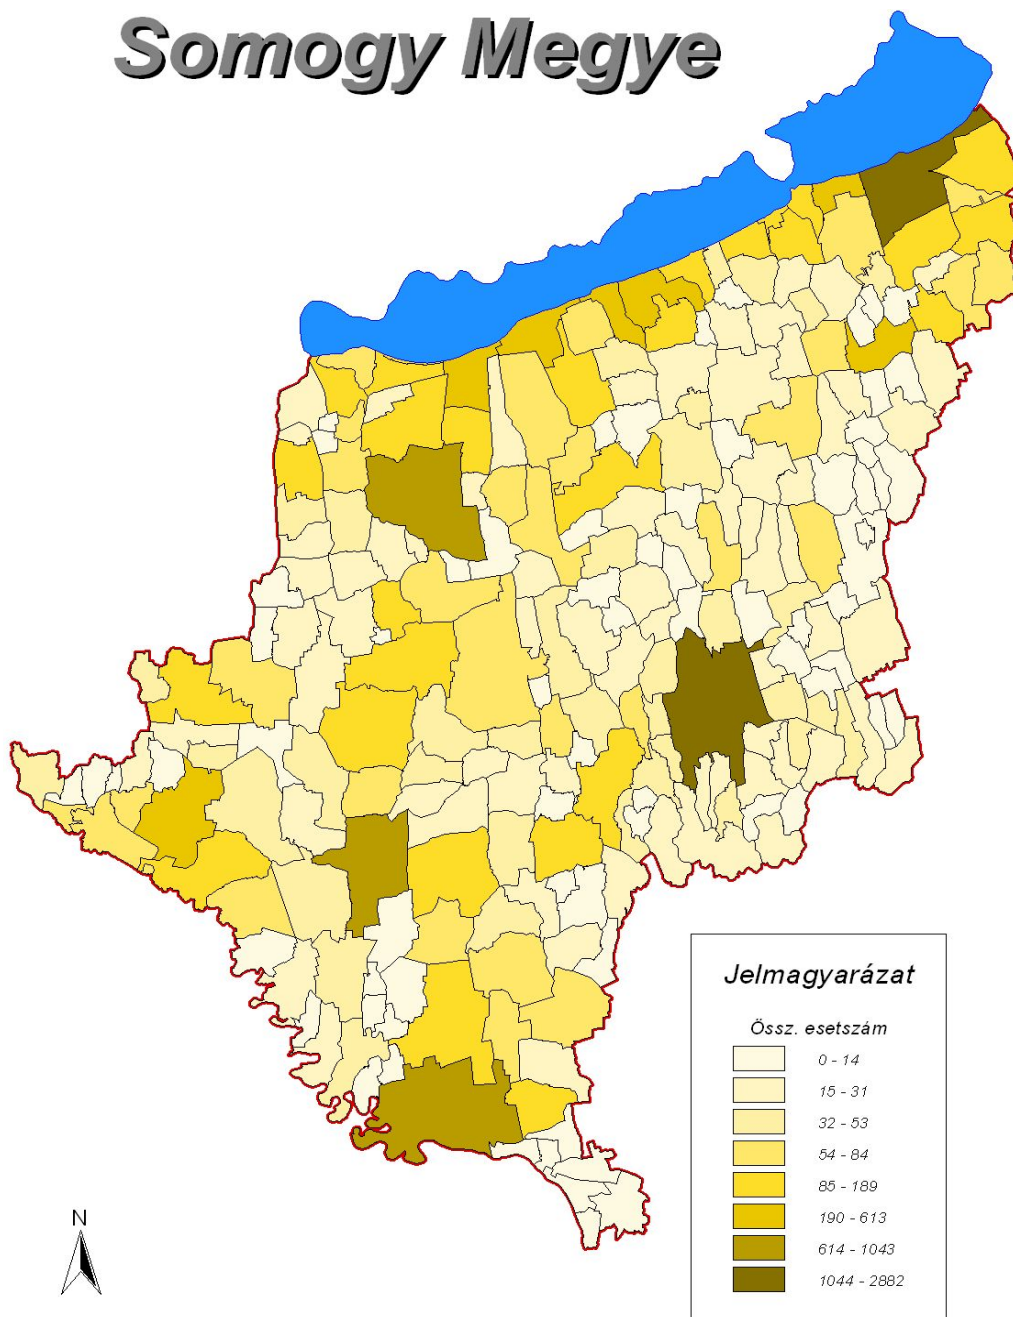 Somogy Megye
Jelmagyarázat
Össz. esetszám
0 - 14
15 - 31
32 - 53
54 - 84
85 - 189
190 - 613
614 - 1043
1044 - 2882
N